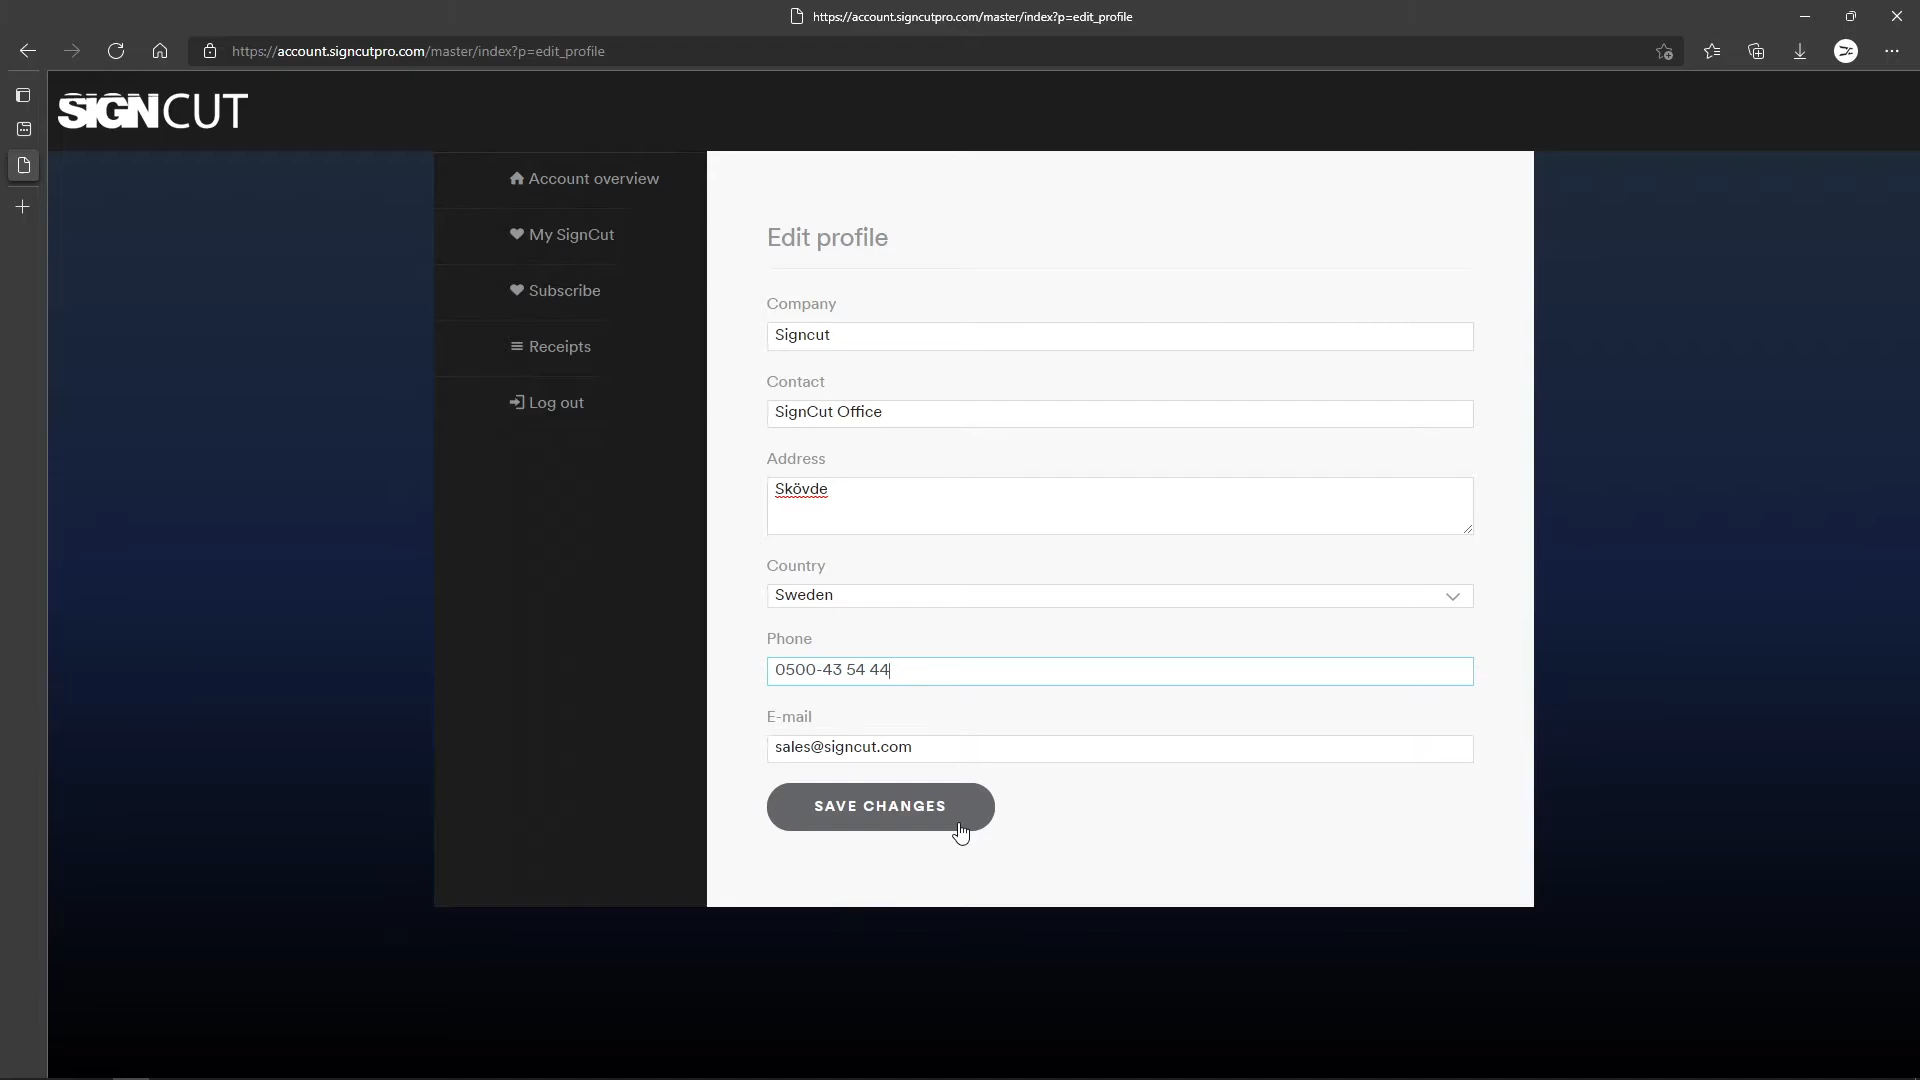 https://account.signcutpro.com/master/index?p=edit_profile
https://account.signcutpro.com/master/index?p=edit_profile
SIGNCUT
Account overview
My SignCut
Subscribe
Receipts
Log out
Edit profile
Company
Signcut
Contact
SignCut Office
Address
Skövde
Country
Sweden
Phone
0500-43 54 44
E-mail
sales@signcut.com
SAVE CHANGES